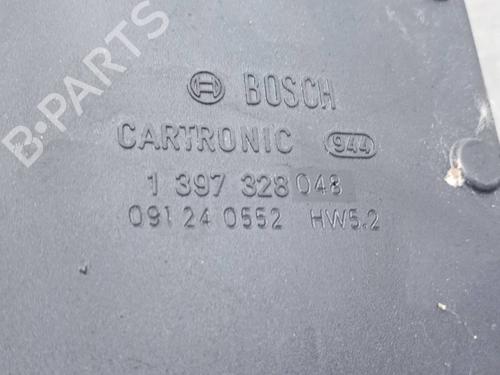 B-PARTS
BOSCH
CARTRONIC 944
1 397 328 048
091 24 0552 HW5.2